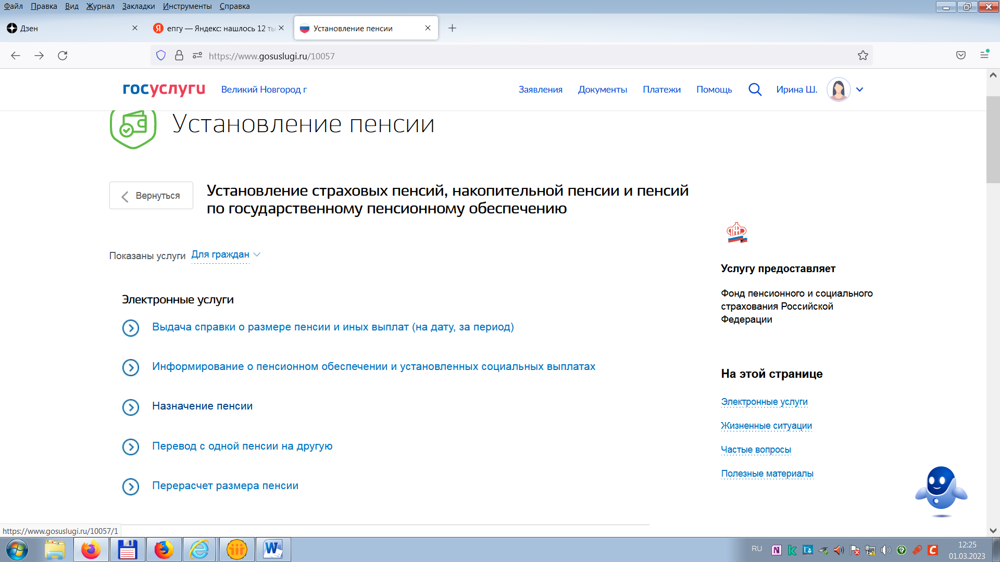 Файл Правка Вид Журнал Закладки Инструменты Справка
Дзен
Я
епгу — Яндекс: нашлось 12 ты
Установление пенсии
https://www.gosuslugi.ru/10057
госуслуги
Великий Новгород г
Заявления Документы Платежи Помощь Ирина Ш.
Установление пенсии
Вернуться
Установление страховых пенсий, накопительной пенсии и пенсий
по государственному пенсионному обеспечению
Показаны услуги Для граждан
Услугу предоставляет
Фонд пенсионного и социального
страхования Российской
Федерации
Электронные услуги
Выдача справки о размере пенсии и иных выплат (на дату, за период)
Информирование о пенсионном обеспечении и установленных социальных выплатах
Назначение пенсии
Перевод с одной пенсии на другую
Перерасчет размера пенсии
На этой странице
Электронные услуги
Жизненные ситуации
Частые вопросы
Полезные материалы
https://www.gosuslugi.ru/10057/1
RU
12:25
01.03.2023